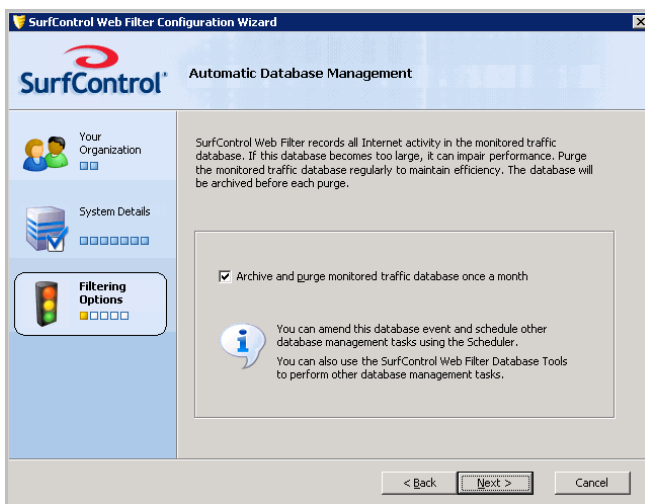 SurfControl Web Filter Configuration Wizard
SurfControl
Automatic Database Management
Your
Organization
System Details
Filtering
Options
SurfControl Web Filter records all Internet activity in the monitored traffic
database. If this database becomes too large, it can impair performance. Purge
the monitored traffic database regularly to maintain efficiency. The database will
be archived before each purge.
Archive and purge monitored traffic database once a month
You can amend this database event and schedule other
database management tasks using the Scheduler.
You can also use the SurfControl Web Filter Database Tools
to perform other database management tasks.
< Back
Next >
Cancel